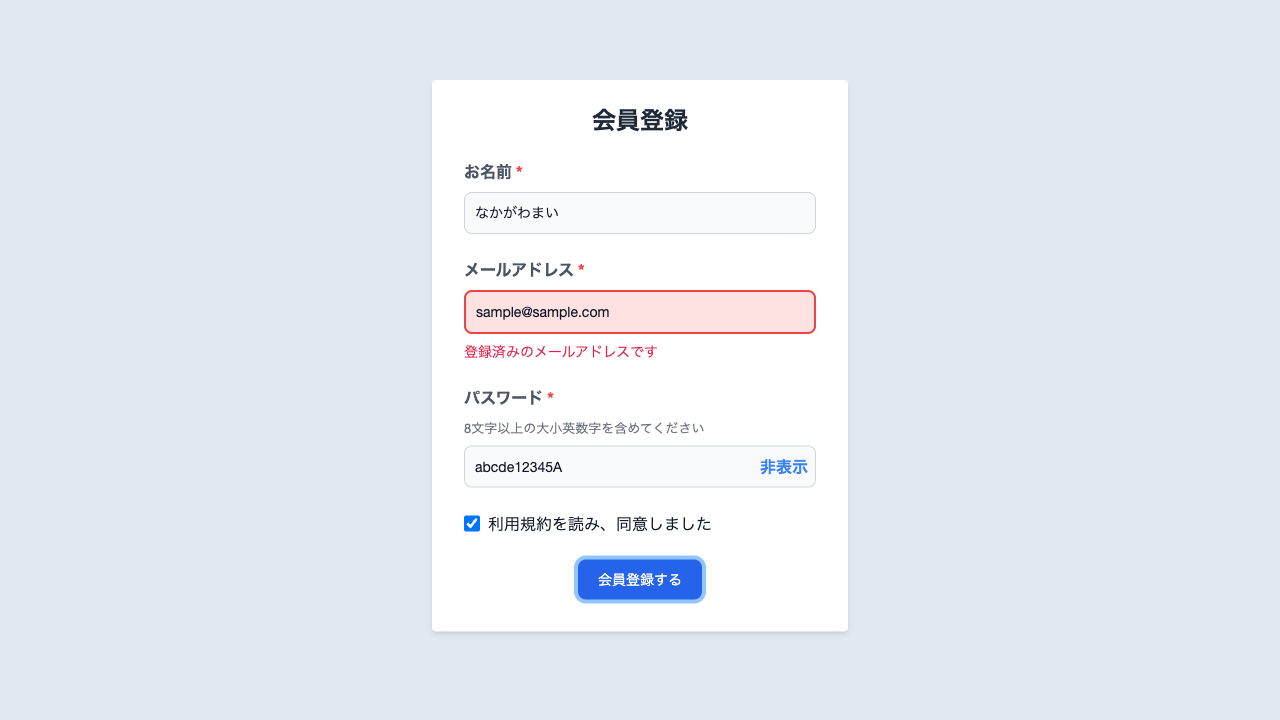 会員登録
お名前 *
なかがわまい
メールアドレス *
sample@sample.com
登録済みのメールアドレスです
パスワード *
8文字以上の大小英数字を含めてください
abcde12345A 非表示
利用規約を読み、同意しました
会員登録する